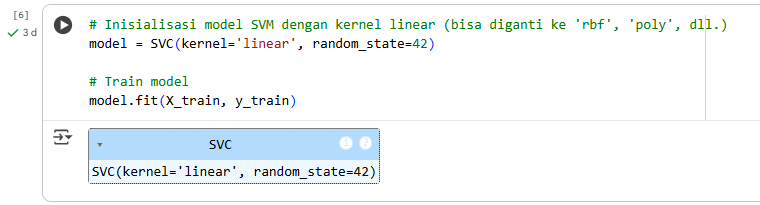 [6]
3 d
# Inisialisasi model SVM dengan kernel linear (bisa diganti ke 'rbf', 'poly', dll.)
model = SVC(kernel='linear', random_state=42)
# Train model
model.fit(X_train, y_train)
SVC
SVC(kernel='linear', random_state=42)